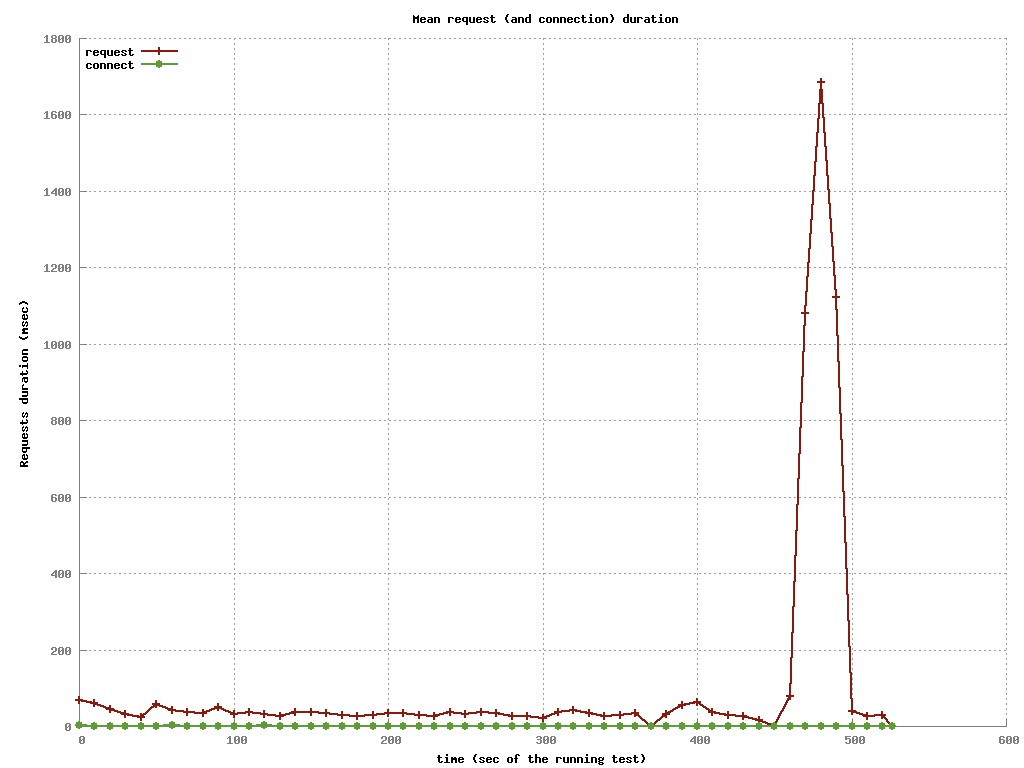 Mean request (and connection) duration
1800
request
connect
1600
1400
1200
1000
800
600
400
200
0
Requests duration (msec)
0 100 200 300 400 500 600
time (sec of the running test)